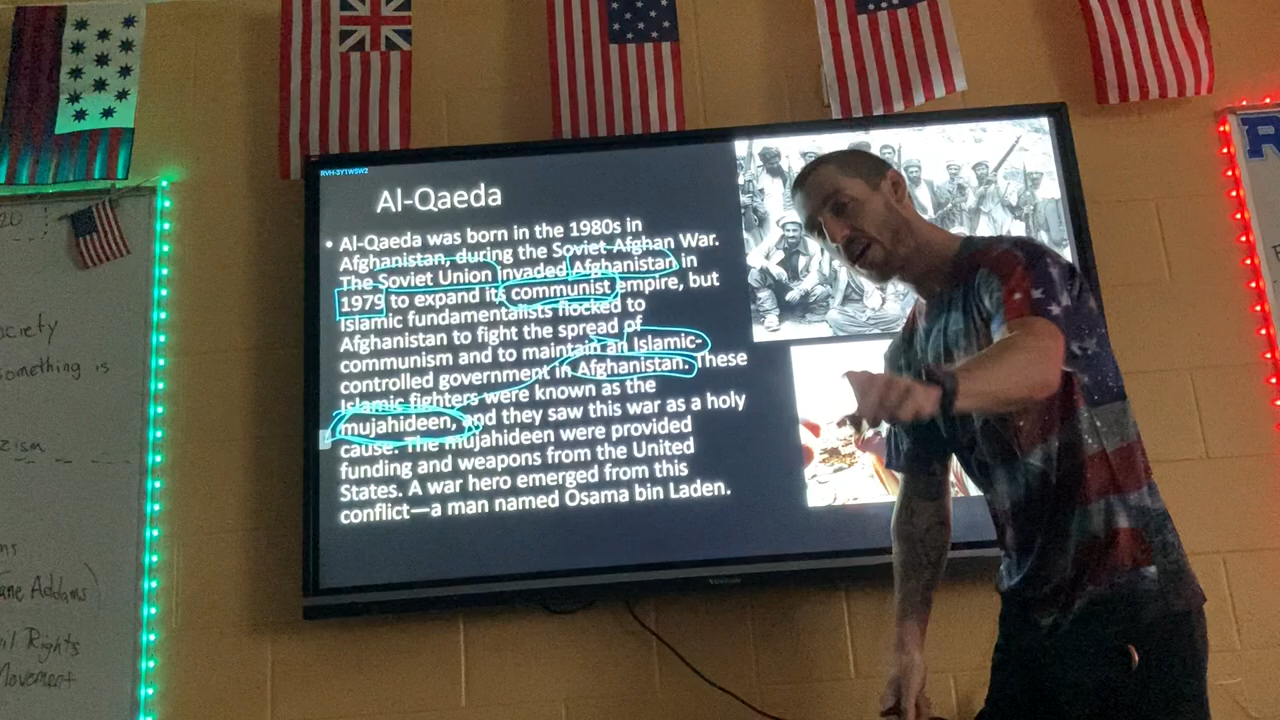 RVH-3Y1W5W2
Al-Qaeda
• Al-Qaeda was born in the 1980s in
Afghanistan, during the Soviet-Afghan War.
The Soviet Union invaded Afghanistan in
1979 to expand its communist empire, but
Islamic fundamentalists flocked to
Afghanistan to fight the spread of
communism and to maintain an Islamic-
controlled government in Afghanistan. These
Islamic fighters were known as the
mujahideen, and they saw this war as a holy
cause. The mujahideen were provided
funding and weapons from the United
States. A war hero emerged from this
conflict—a man named Osama bin Laden.
something is
Addams)
Rights
Movement